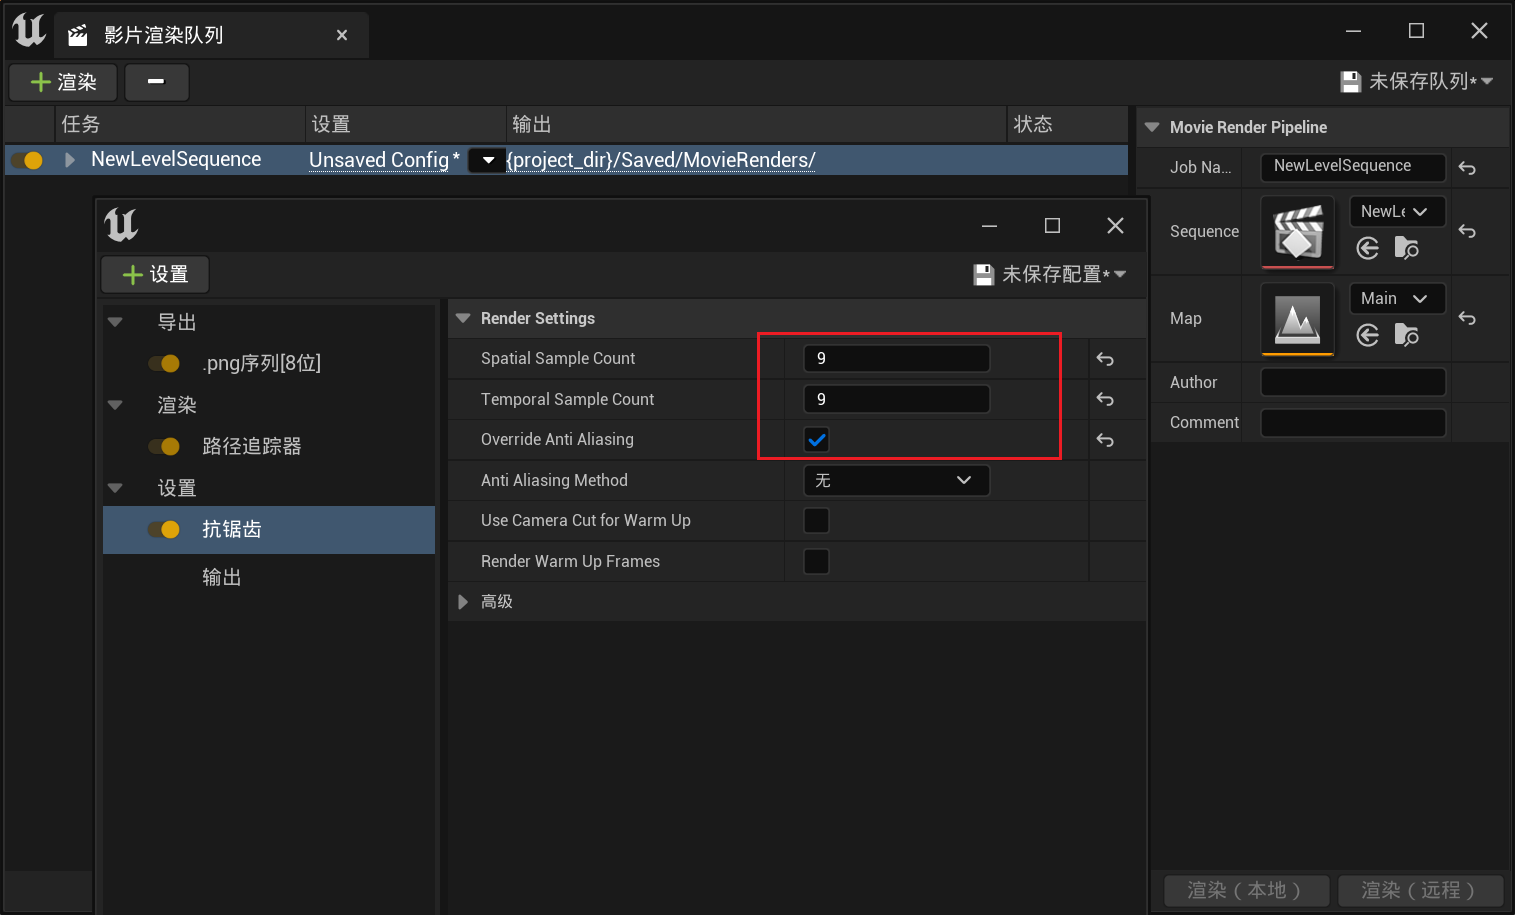 影片渲染队列
渲染
未保存队列*
任务 设置 输出 状态
NewLevelSequence Unsaved Config* {project_dir}/Saved/MovieRenders/
Movie Render Pipeline
Job Na... NewLevelSequence
Sequence NewLe
Map Main
Author
Comment
设置
未保存配置*
导出
.png序列[8位]
渲染
路径追踪器
设置
抗锯齿
输出
Render Settings
Spatial Sample Count 9
Temporal Sample Count 9
Override Anti Aliasing
Anti Aliasing Method 无
Use Camera Cut for Warm Up
Render Warm Up Frames
高级
渲染（本地） 渲染（远程）